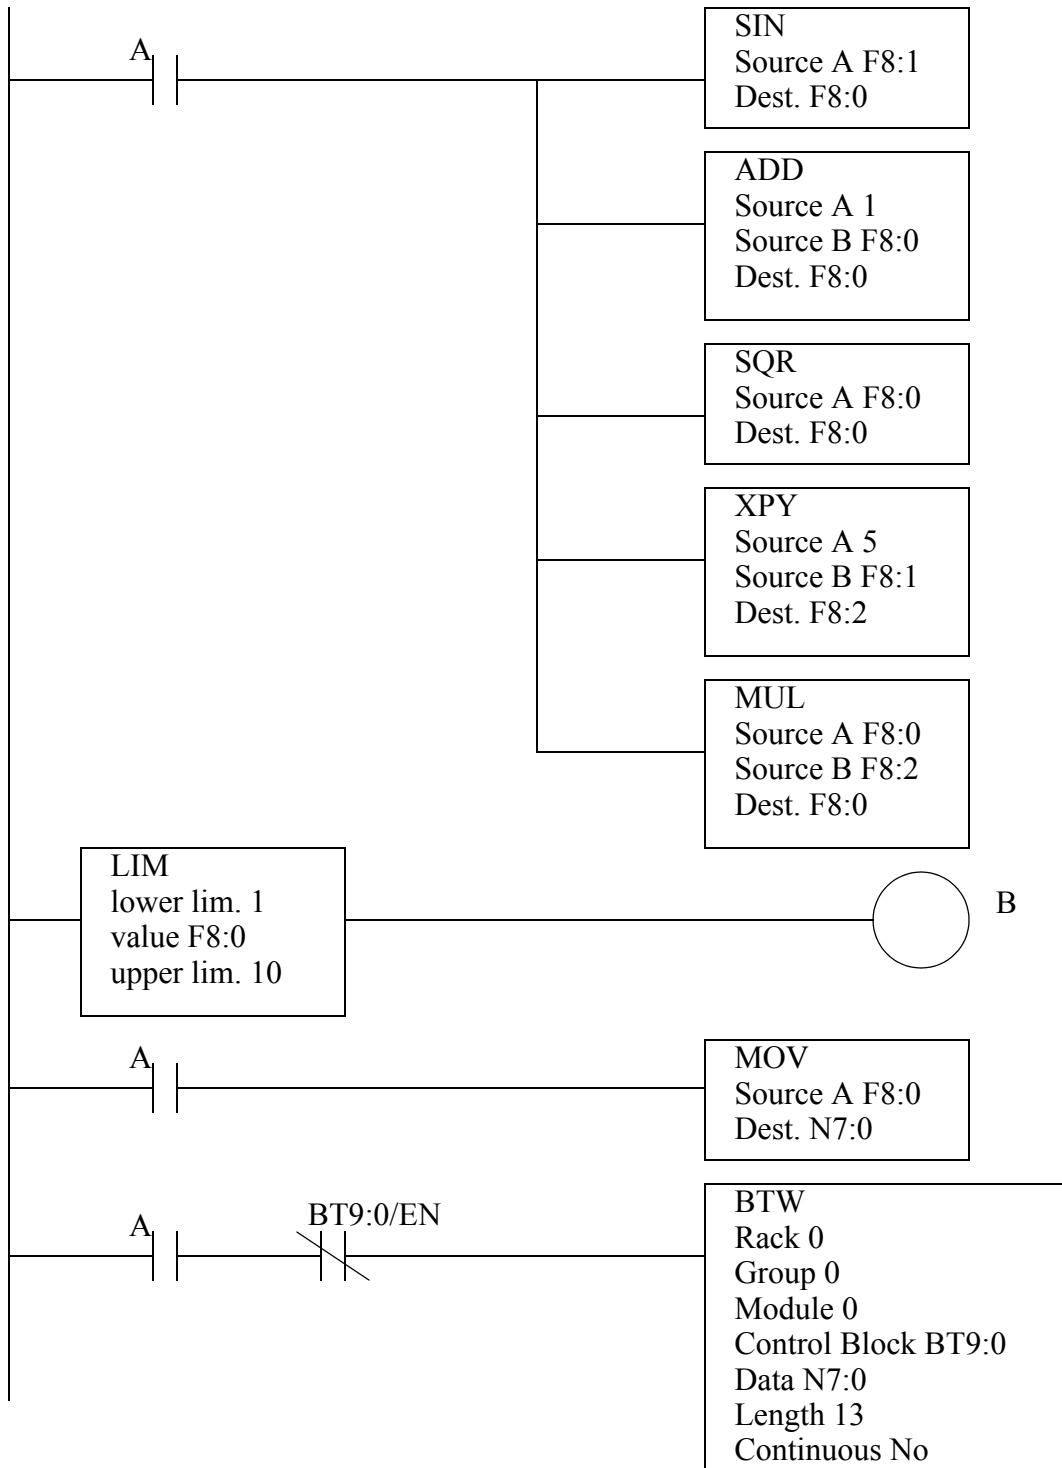 A
SIN
Source A F8:1
Dest. F8:0
ADD
Source A 1
Source B F8:0
Dest. F8:0
SQR
Source A F8:0
Dest. F8:0
XPY
Source A 5
Source B F8:1
Dest. F8:2
MUL
Source A F8:0
Source B F8:2
Dest. F8:0
LIM
lower lim. 1
value F8:0
upper lim. 10
B
A
MOV
Source A F8:0
Dest. N7:0
A
BT9:0/EN
BTW
Rack 0
Group 0
Module 0
Control Block BT9:0
Data N7:0
Length 13
Continuous No